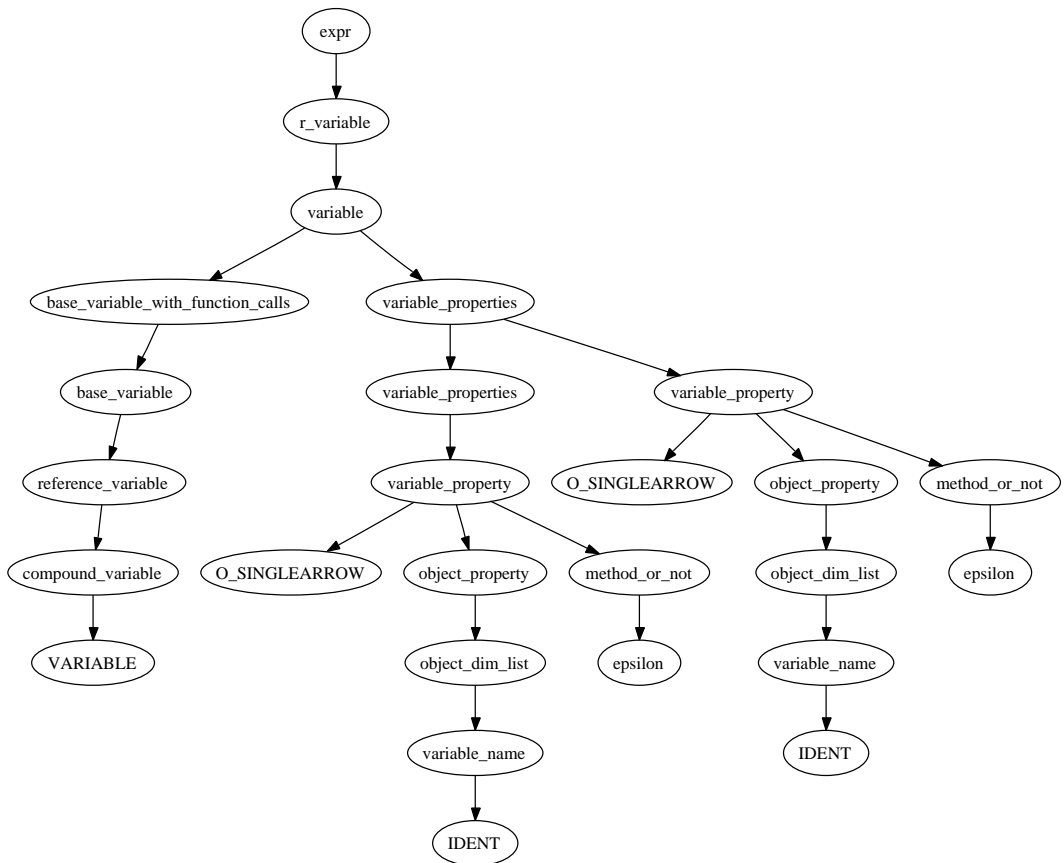 expr
r_variable
variable
base_variable_with_function_calls variable_properties
base_variable variable_properties variable_property
reference_variable variable_property O_SINGLEARROW object_property method_or_not
compound_variable O_SINGLEARROW object_property method_or_not object_dim_list epsilon
VARIABLE object_dim_list epsilon variable_name
variable_name IDENT
IDENT